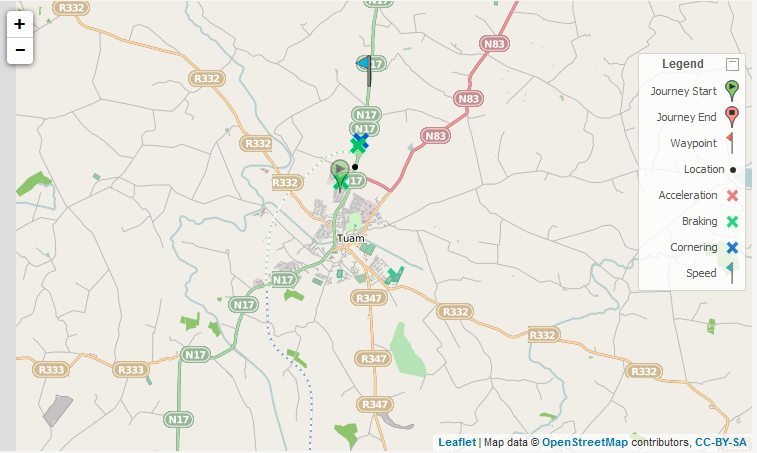 +
−
R332
N17
N83
R332
N83
N17
N17
N83
R332
R332
N17
Tuam
N17
R347
N17
R332
R332
N17
R347
R333
R333
R332
R347
N17
Legend
Journey Start
Journey End
Waypoint
Location
Acceleration
Braking
Cornering
Speed
Leaflet | Map data © OpenStreetMap contributors, CC-BY-SA